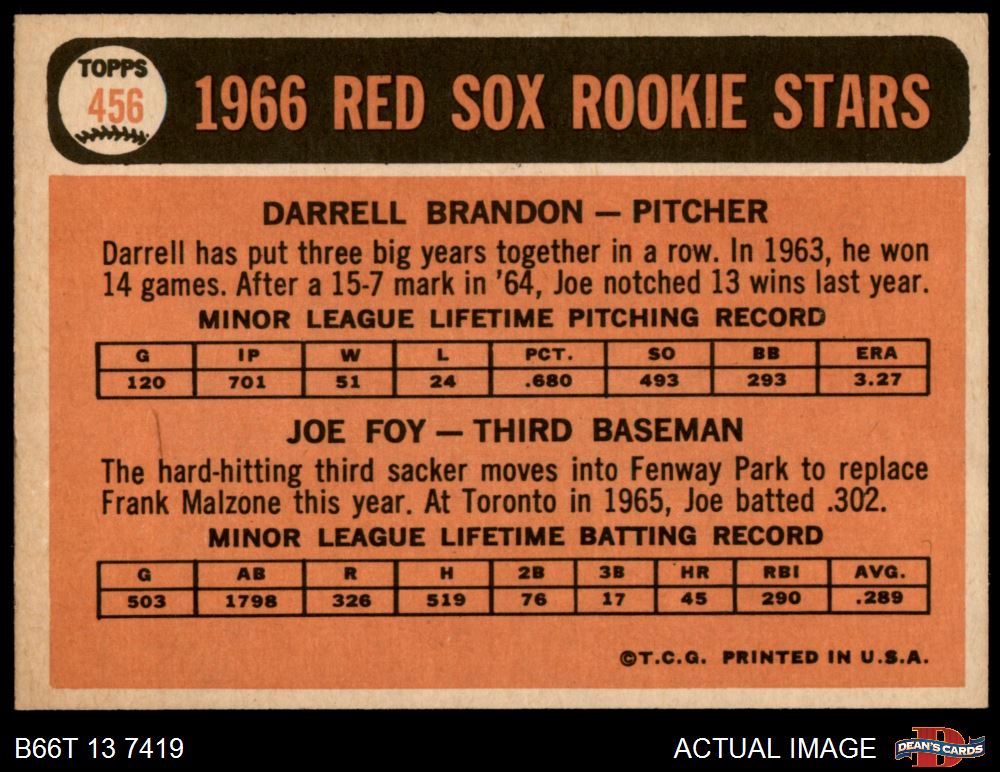 TOPPS
456
1966 RED SOX ROOKIE STARS
DARRELL BRANDON — PITCHER
Darrell has put three big years together in a row. In 1963, he won
14 games. After a 15-7 mark in '64, Joe notched 13 wins last year.
MINOR LEAGUE LIFETIME PITCHING RECORD
G IP W L PCT. SO BB ERA
120 701 51 24 .680 493 293 3.27
JOE FOY — THIRD BASEMAN
The hard-hitting third sacker moves into Fenway Park to replace
Frank Malzone this year. At Toronto in 1965, Joe batted .302.
MINOR LEAGUE LIFETIME BATTING RECORD
G AB R H 2B 3B HR RBI AVG.
503 1798 326 519 76 17 45 290 .289
©T.C.G. PRINTED IN U.S.A.
B66T 13 7419
ACTUAL IMAGE
D
DEAN'S CARDS